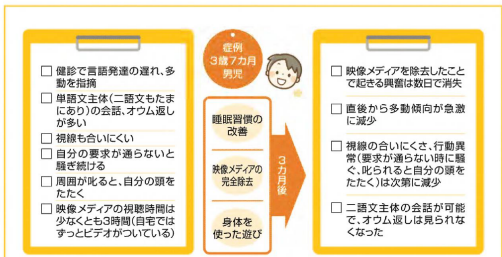 □ 健診で言語発達の遅れ、多
動を指摘
□ 単語文主体(二語文もたま
にあり)の会話、オウム返し
が多い
□ 視線も合いにくい
□ 自分の要求が通らないと
騒ぎ続ける
□ 周囲が叱ると、自分の頭を
たたく
□ 映像メディアの視聴時間は
少なくとも3時間(自宅では
ずっとビデオがついている)
症例
3歳7カ月
男児
睡眠習慣の
改善
映像メディアの
完全除去
身体を
使った遊び
3カ月後
□ 映像メディアを除去したこと
で起きる興奮は数日で消失
□ 直後から多動傾向が急激
に減少
□ 視線の合いにくさ、行動異
常(要求が通らない時に騒
ぐ、叱られると自分の頭を
たたく)は次第に減少
□ 二語文主体の会話が可能
で、オウム返しは見られな
くなった